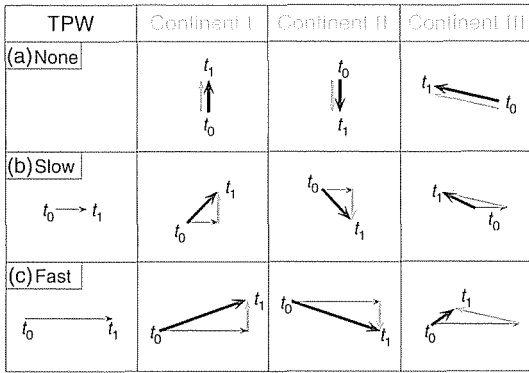 TPW Continent I Continent II Continent III
(a) None
t1 t0 t1
t0 t1 t0
(b) Slow
t0 t1 t0 t1 t0 t1 t1 t0
(c) Fast
t0 t1 t0 t1 t0 t1 t0 t1